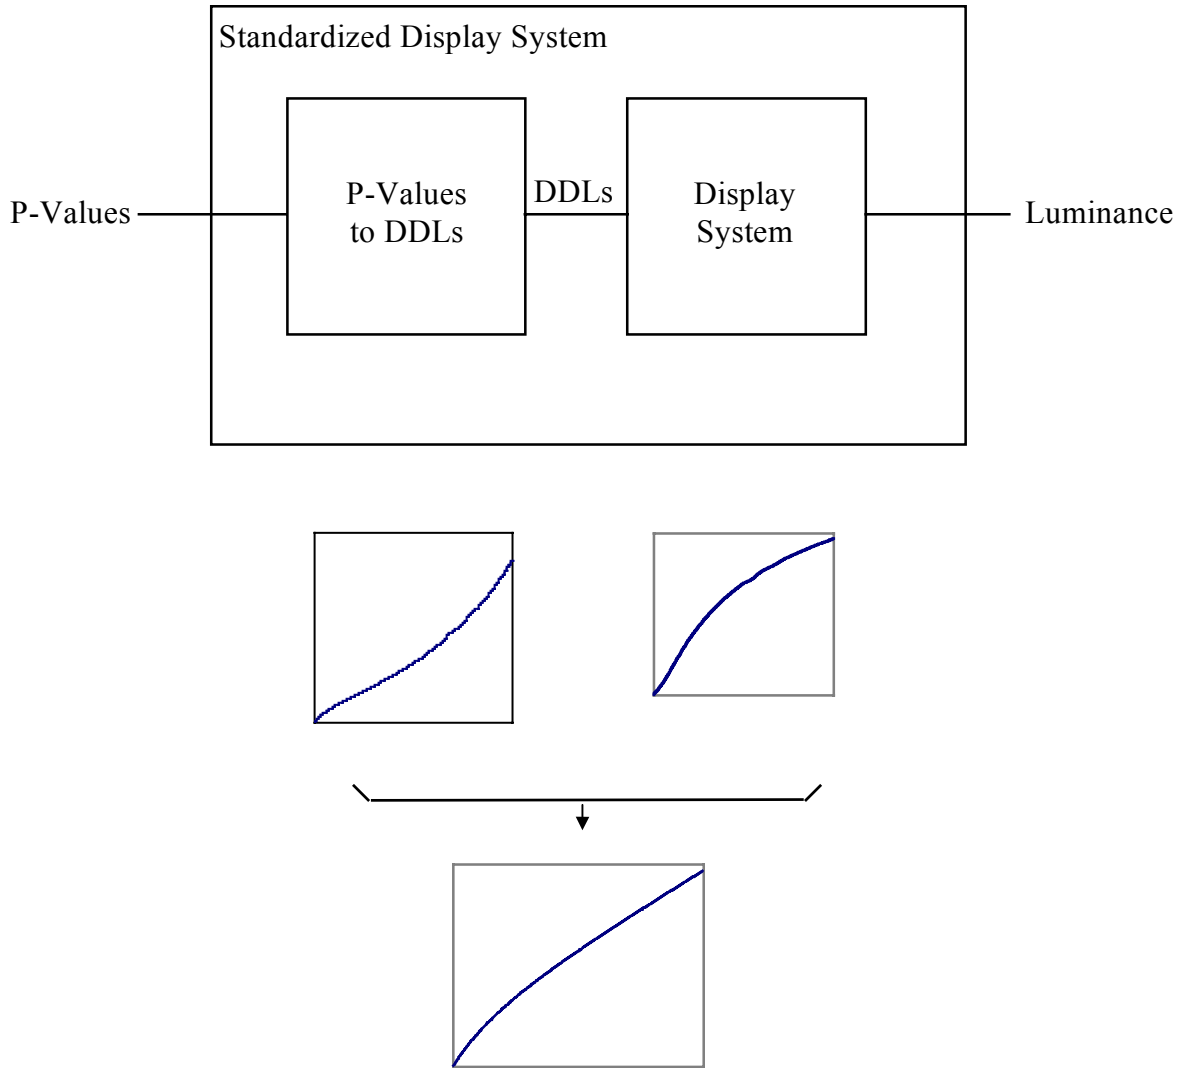 Standardized Display System
P-Values
P-Values
to DDLs
DDLs
Display
System
Luminance